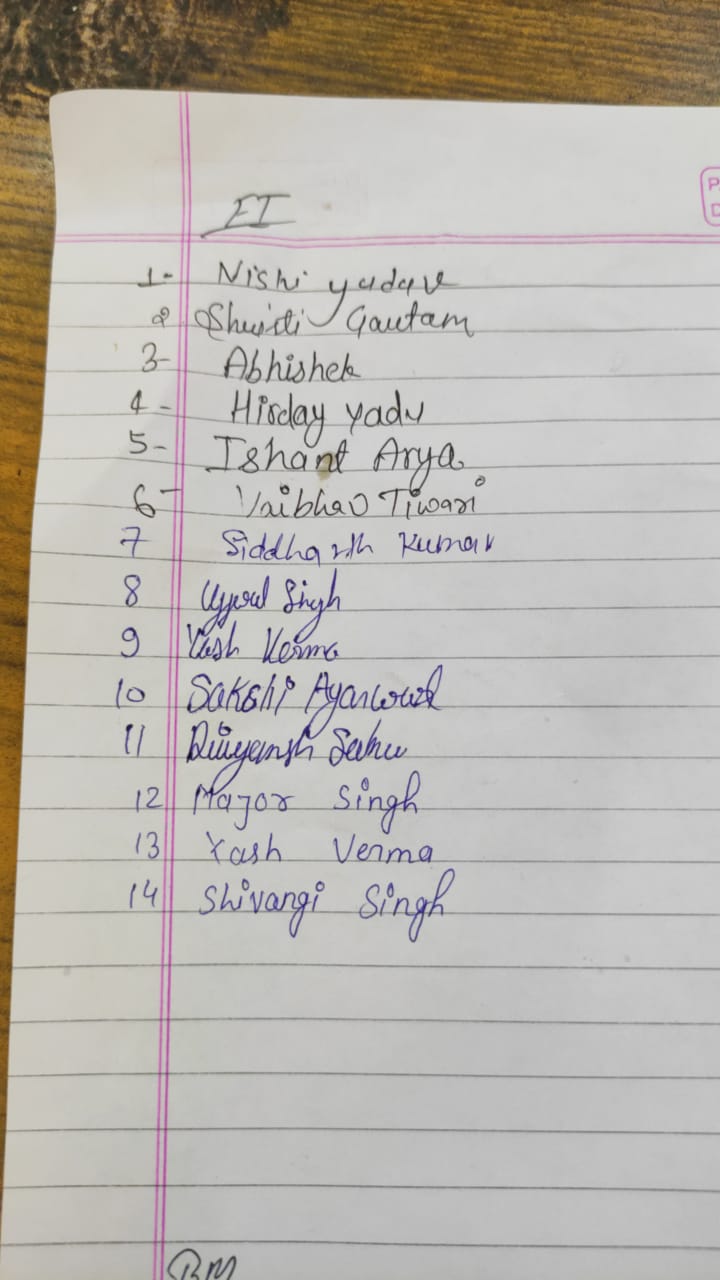 EI
1- Nishi yadav
2 Shristi Gautam
3- Abhishek
4- Hirday yadv
5- Ishant Arya
6- Vaibhav Tiwari
7 Siddharth Kumar
8 Ujjwal Singh
9 Yash Verma
10 Sakshi Agarwal
11 Divyansh Sahu
12 Major Singh
13 Yash Verma
14 Shivangi Singh
BM